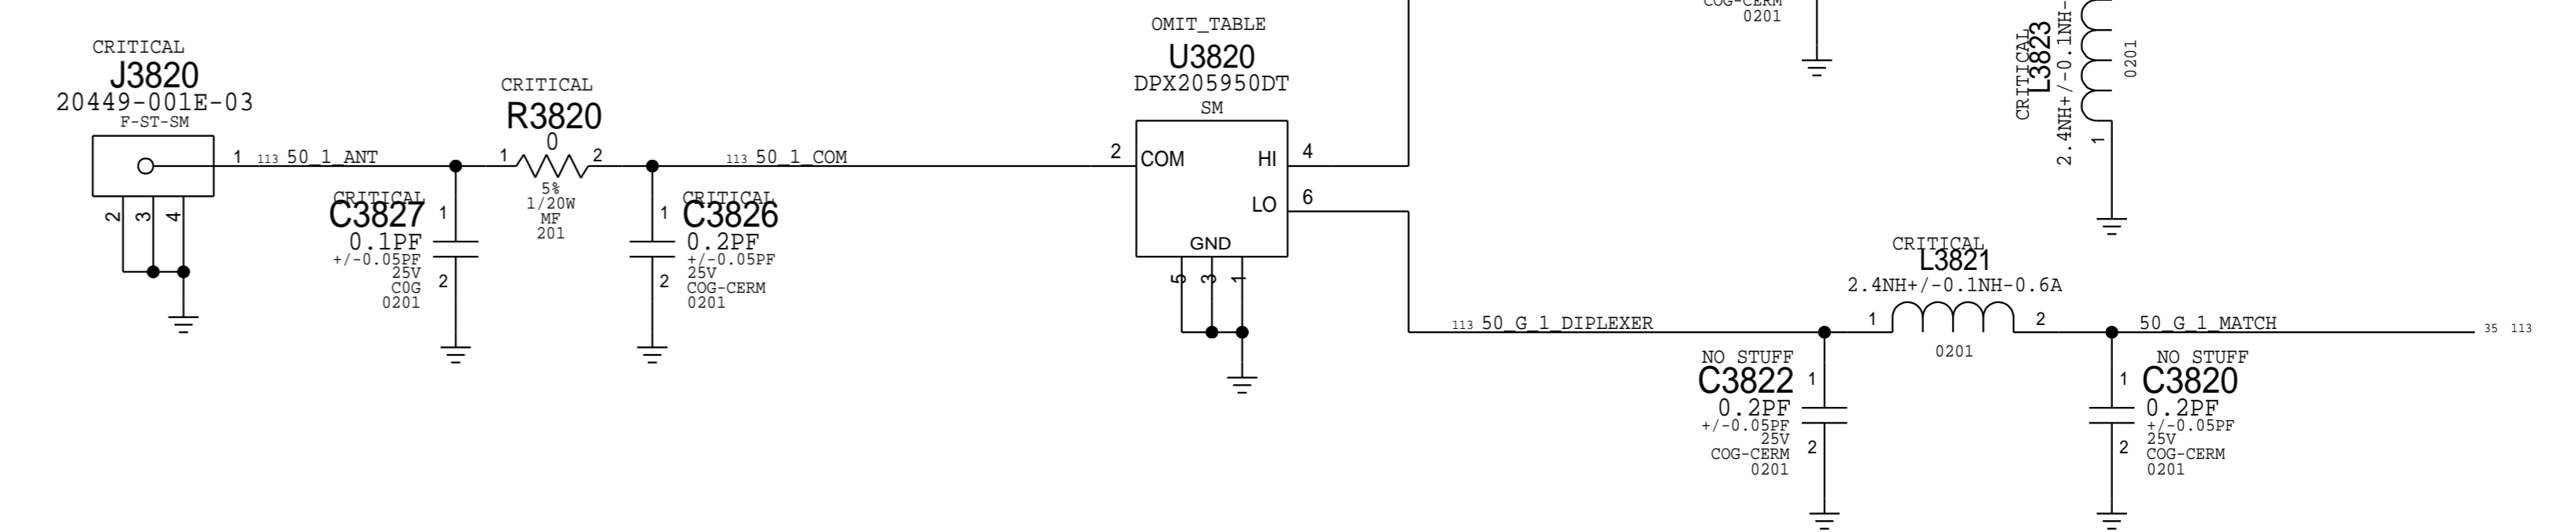 CRITICAL
J3820
20449-001E-03
F-ST-SM
1
2
3
4
113 50_1_ANT
CRITICAL
R3820
0
1
2
5%
1/20W
MF
201
CRITICAL
C3827
0.1PF
+/-0.05PF
25V
C0G
0201
1
2
113 50_1_COM
CRITICAL
C3826
0.2PF
+/-0.05PF
25V
COG-CERM
0201
1
2
OMIT_TABLE
U3820
DPX205950DT
SM
2
COM
HI
4
LO
6
GND
5
3
1
COG-CERM
0201
CRITICAL
L3823
2.4NH+/-0.1NH-
0201
1
113 50_G_1_DIPLEXER
CRITICAL
L3821
2.4NH+/-0.1NH-0.6A
1
2
0201
50_G_1_MATCH
35 113
NO STUFF
C3822
0.2PF
+/-0.05PF
25V
COG-CERM
0201
1
2
NO STUFF
C3820
0.2PF
+/-0.05PF
25V
COG-CERM
0201
1
2